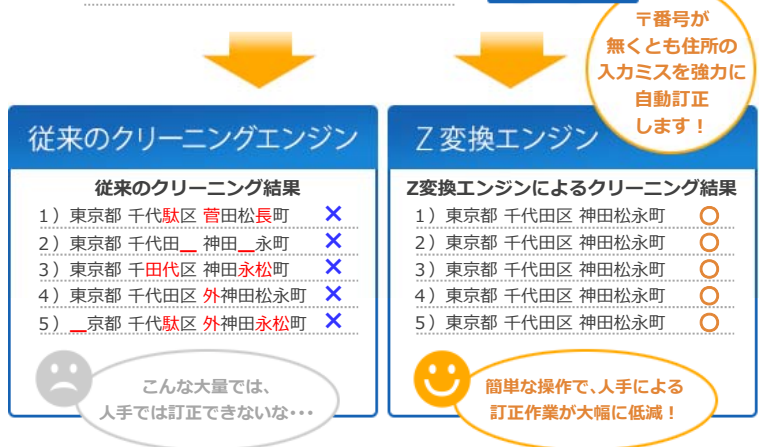 〒番号が
無くとも住所の
入力ミスを強力に
自動訂正
します！
従来のクリーニングエンジン
従来のクリーニング結果
1）東京都 千代駄区 菅田松長町 ×
2）東京都 千代田＿ 神田＿永町 ×
3）東京都 千田代区 神田永松町 ×
4）東京都 千代田区 外神田松永町 ×
5）＿京都 千代駄区 外神田永松町 ×
こんな大量では、
人手では訂正できないな･･･
Z変換エンジン
Z変換エンジンによるクリーニング結果
1）東京都 千代田区 神田松永町 〇
2）東京都 千代田区 神田松永町 〇
3）東京都 千代田区 神田松永町 〇
4）東京都 千代田区 神田松永町 〇
5）東京都 千代田区 神田松永町 〇
簡単な操作で、人手による
訂正作業が大幅に低減！